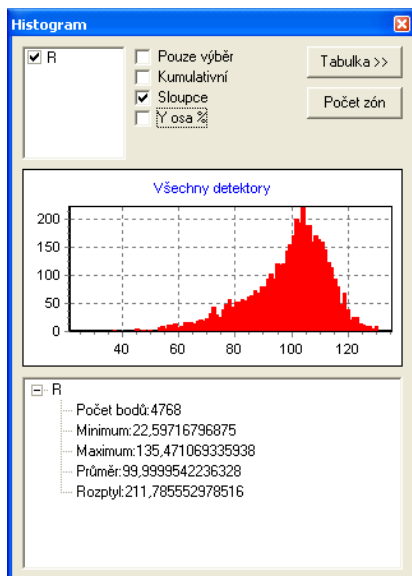 Histogram
R
Pouze výběr
Kumulativní
Sloupce
Y osa %
Tabulka >>
Počet zón
Všechny detektory
200
150
100
50
0
40 60 80 100 120
R
Počet bodů:4768
Minimum:22,59716796875
Maximum:135,471069335938
Průměr:99,9999542236328
Rozptyl:211,785552978516